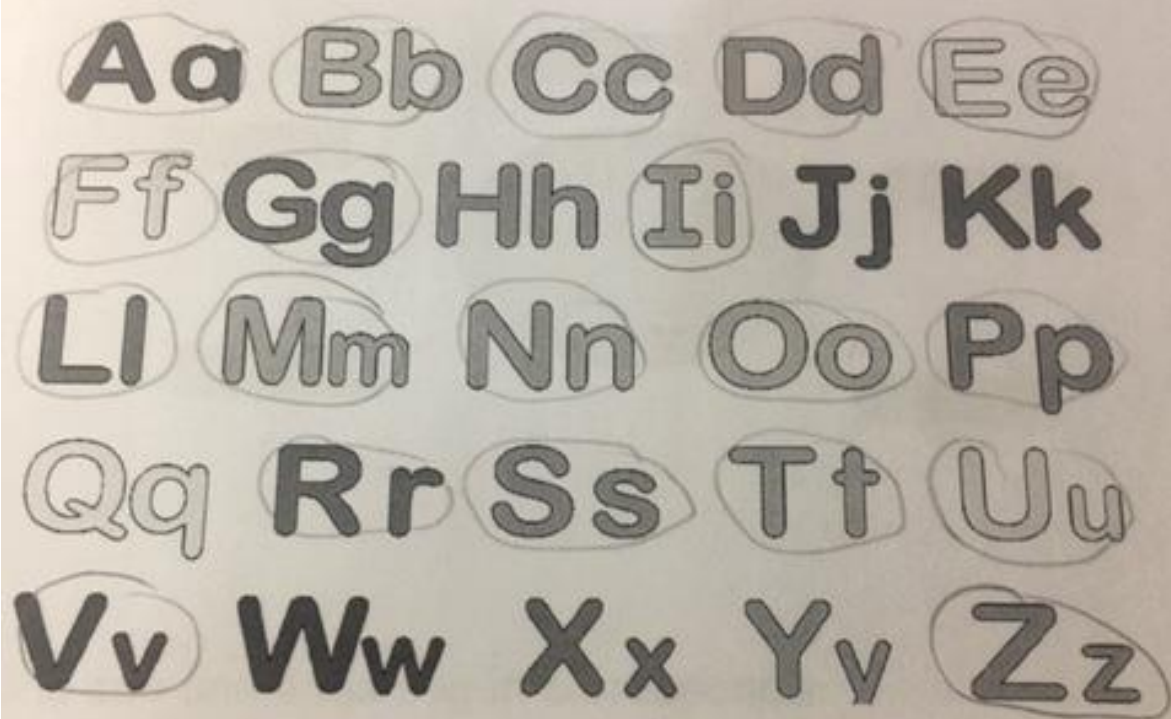 Aa Bb Cc Dd Ee
Ff Gg Hh Ii Jj Kk
Ll Mm Nn Oo Pp
Qq Rr Ss Tt Uu
Vv Ww Xx Yy Zz